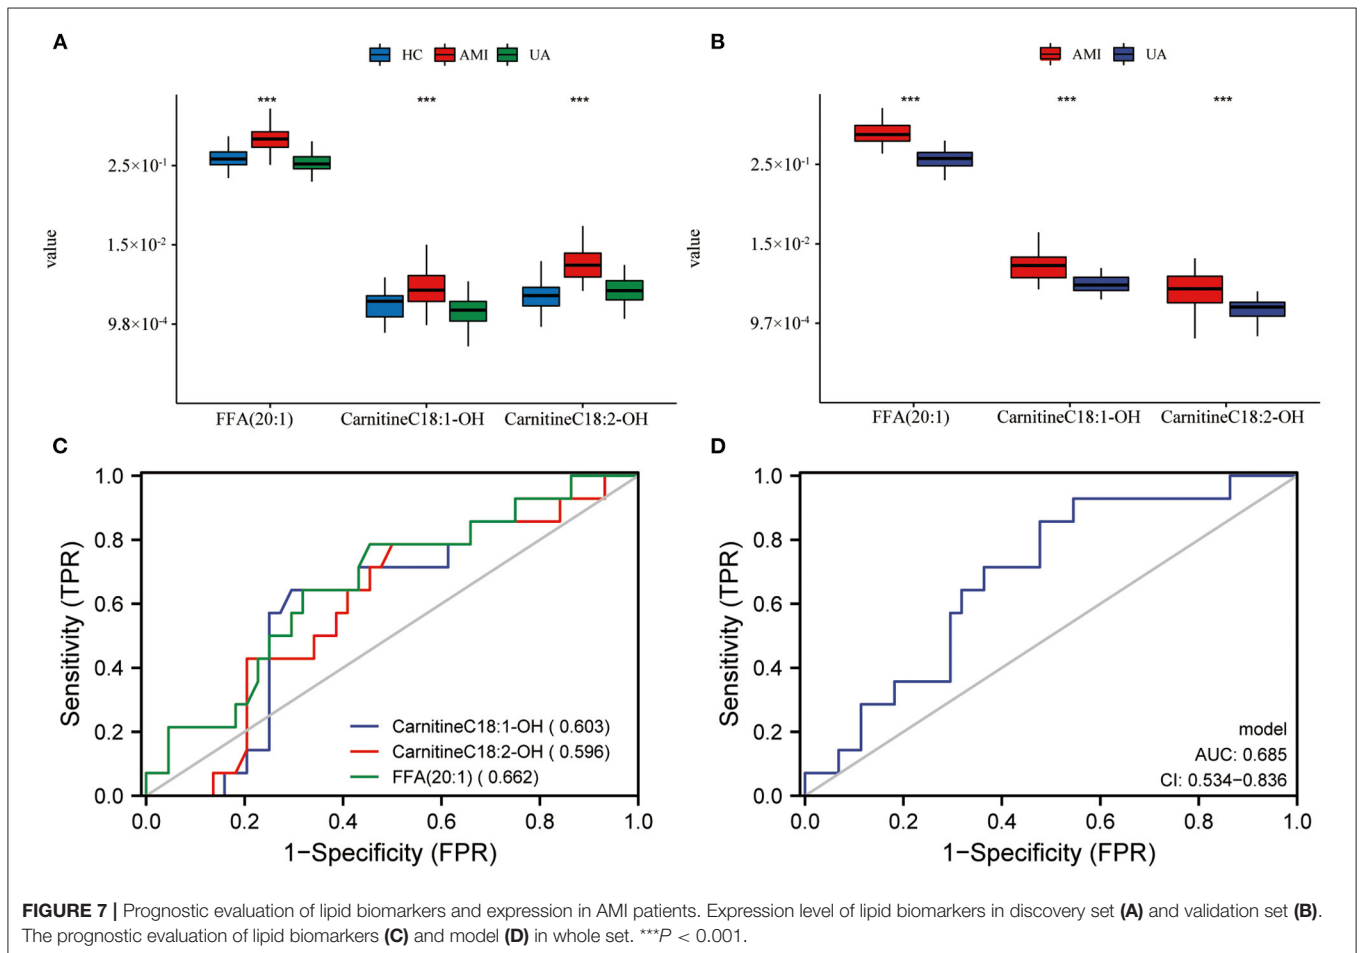 A
HC AMI UA
*** *** ***
value
2.5×10⁻¹
1.5×10⁻²
9.8×10⁻⁴
FFA(20:1) CarnitineC18:1-OH CarnitineC18:2-OH
B
AMI UA
*** *** ***
value
2.5×10⁻¹
1.5×10⁻²
9.7×10⁻⁴
FFA(20:1) CarnitineC18:1-OH CarnitineC18:2-OH
C
Sensitivity (TPR)
1.0
0.8
0.6
0.4
0.2
0.0
CarnitineC18:1-OH ( 0.603)
CarnitineC18:2-OH ( 0.596)
FFA(20:1) ( 0.662)
0.0 0.2 0.4 0.6 0.8 1.0
1−Specificity (FPR)
D
Sensitivity (TPR)
1.0
0.8
0.6
0.4
0.2
0.0
model
AUC: 0.685
CI: 0.534−0.836
0.0 0.2 0.4 0.6 0.8 1.0
1−Specificity (FPR)
FIGURE 7 | Prognostic evaluation of lipid biomarkers and expression in AMI patients. Expression level of lipid biomarkers in discovery set (A) and validation set (B).
The prognostic evaluation of lipid biomarkers (C) and model (D) in whole set. ***P < 0.001.